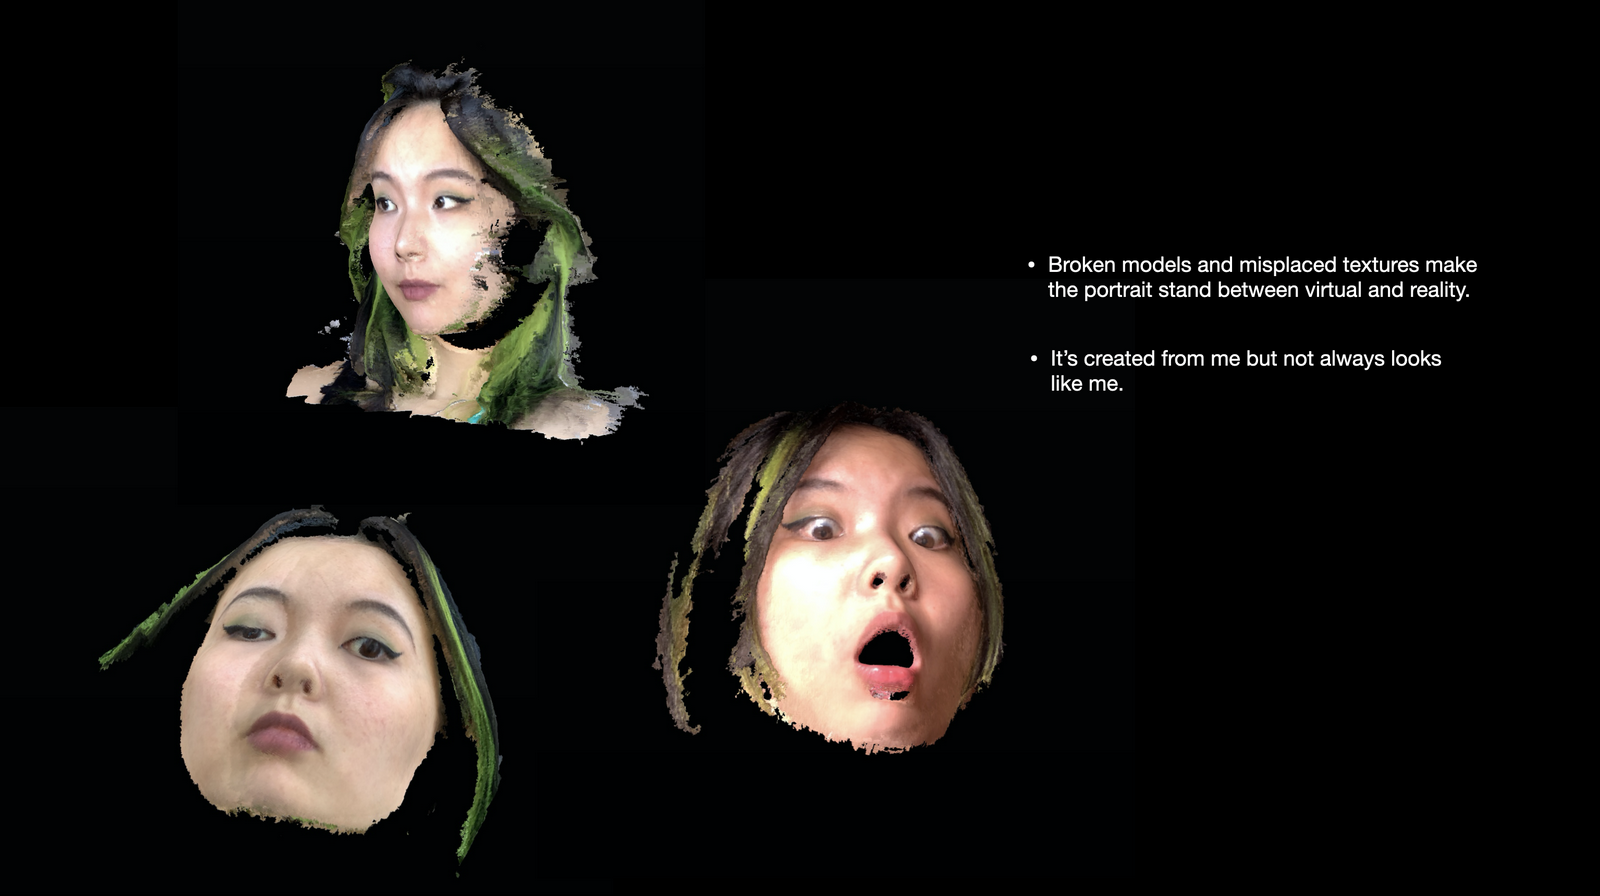 • Broken models and misplaced textures make
the portrait stand between virtual and reality.
• It’s created from me but not always looks
like me.